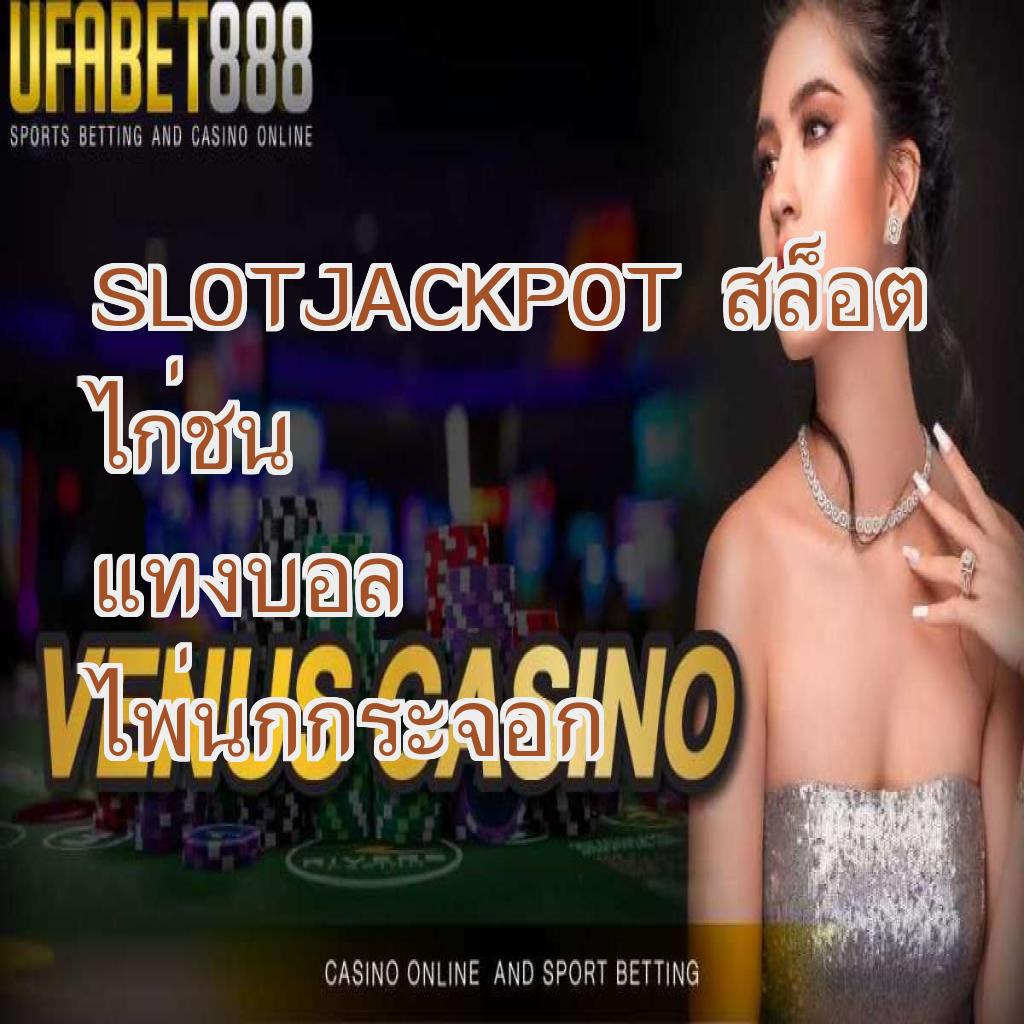 UFABET888
SPORTS BETTING AND CASINO ONLINE
SLOTJACKPOT สล็อต
ไก่ชน
แทงบอล
VENUS CASINO
ไพ่นกกระจอก
CASINO ONLINE AND SPORT BETTING